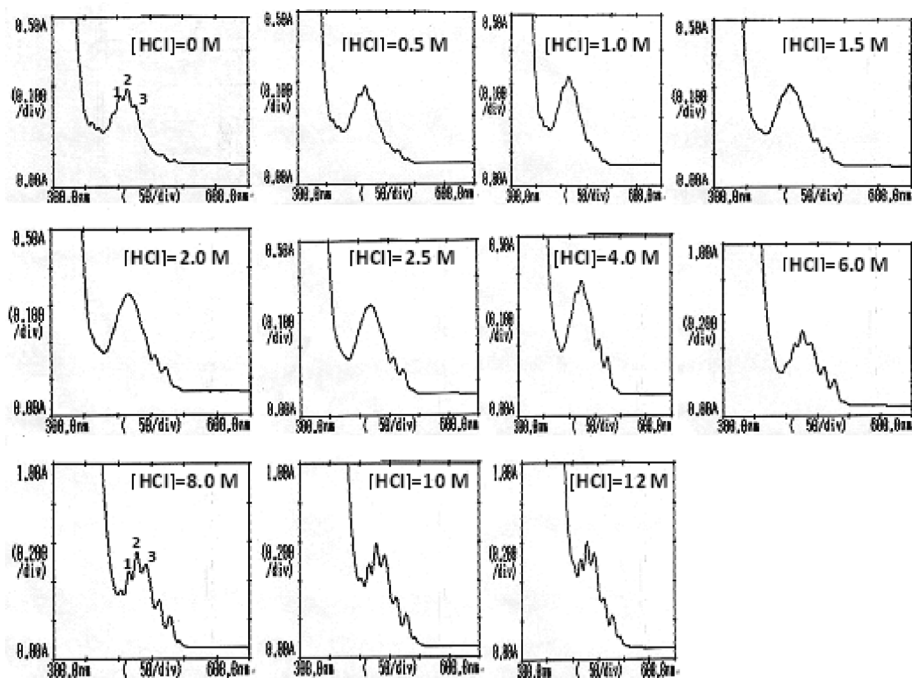 0.50A
[HCl]=0 M
1 2 3
(0.100
/div)
0.00A
300.0nm ( 50/div) 600.0nm
0.50A
[HCl]=0.5 M
(0.100
/div)
0.00A
300.0nm ( 50/div) 600.0nm
0.50A
[HCl]=1.0 M
(0.100
/div)
0.00A
300.0nm ( 50/div) 600.0nm
0.50A
[HCl]=1.5 M
(0.100
/div)
0.00A
300.0nm ( 50/div) 600.0nm
0.50A
[HCl]=2.0 M
(0.100
/div)
0.00A
300.0nm ( 50/div) 600.0nm
0.50A
[HCl]=2.5 M
(0.100
/div)
0.00A
300.0nm ( 50/div) 600.0nm
0.50A
[HCl]=4.0 M
(0.100
/div)
0.00A
300.0nm ( 50/div) 600.0nm
1.00A
[HCl]=6.0 M
(0.200
/div)
0.00A
300.0nm ( 50/div) 600.0nm
1.00A
[HCl]=8.0 M
1 2 3
(0.200
/div)
0.00A
300.0nm ( 50/div) 600.0nm
1.00A
[HCl]=10 M
(0.200
/div)
0.00A
300.0nm ( 50/div) 600.0nm
1.00A
[HCl]=12 M
(0.200
/div)
0.00A
300.0nm ( 50/div) 600.0nm